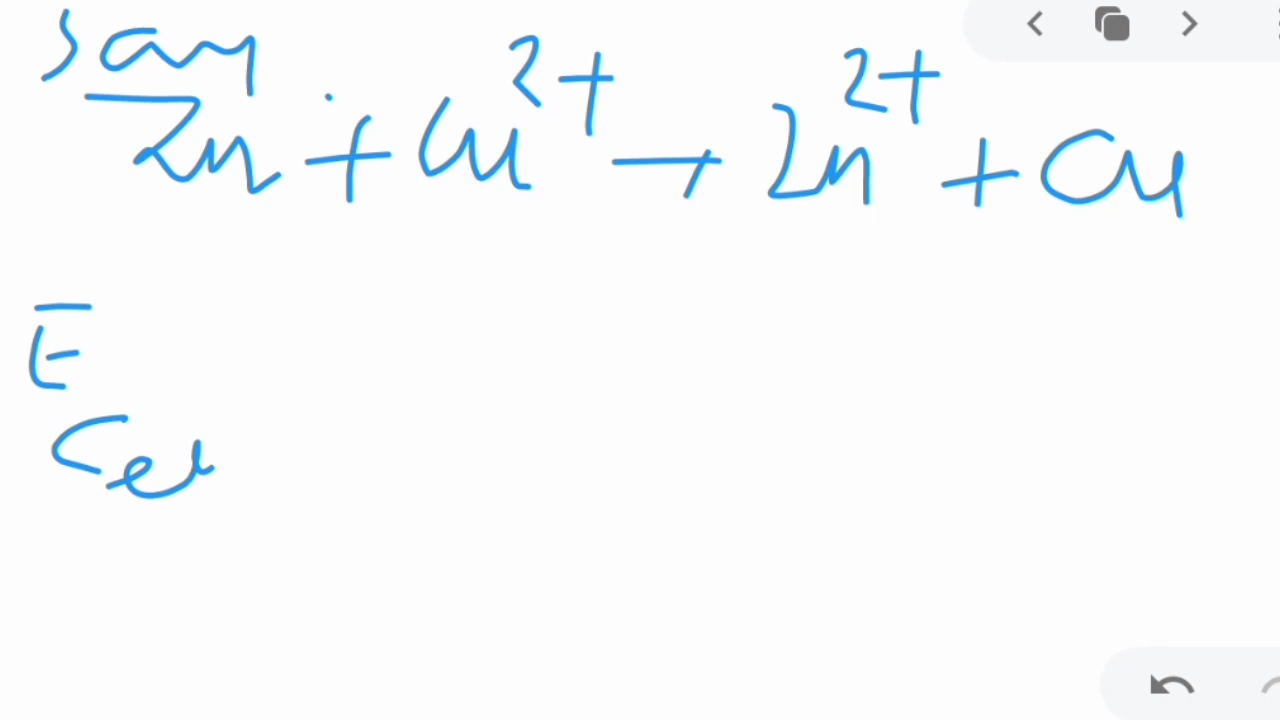 Say
Zn + Cu²⁺ → Zn²⁺ + Cu
E
Cell